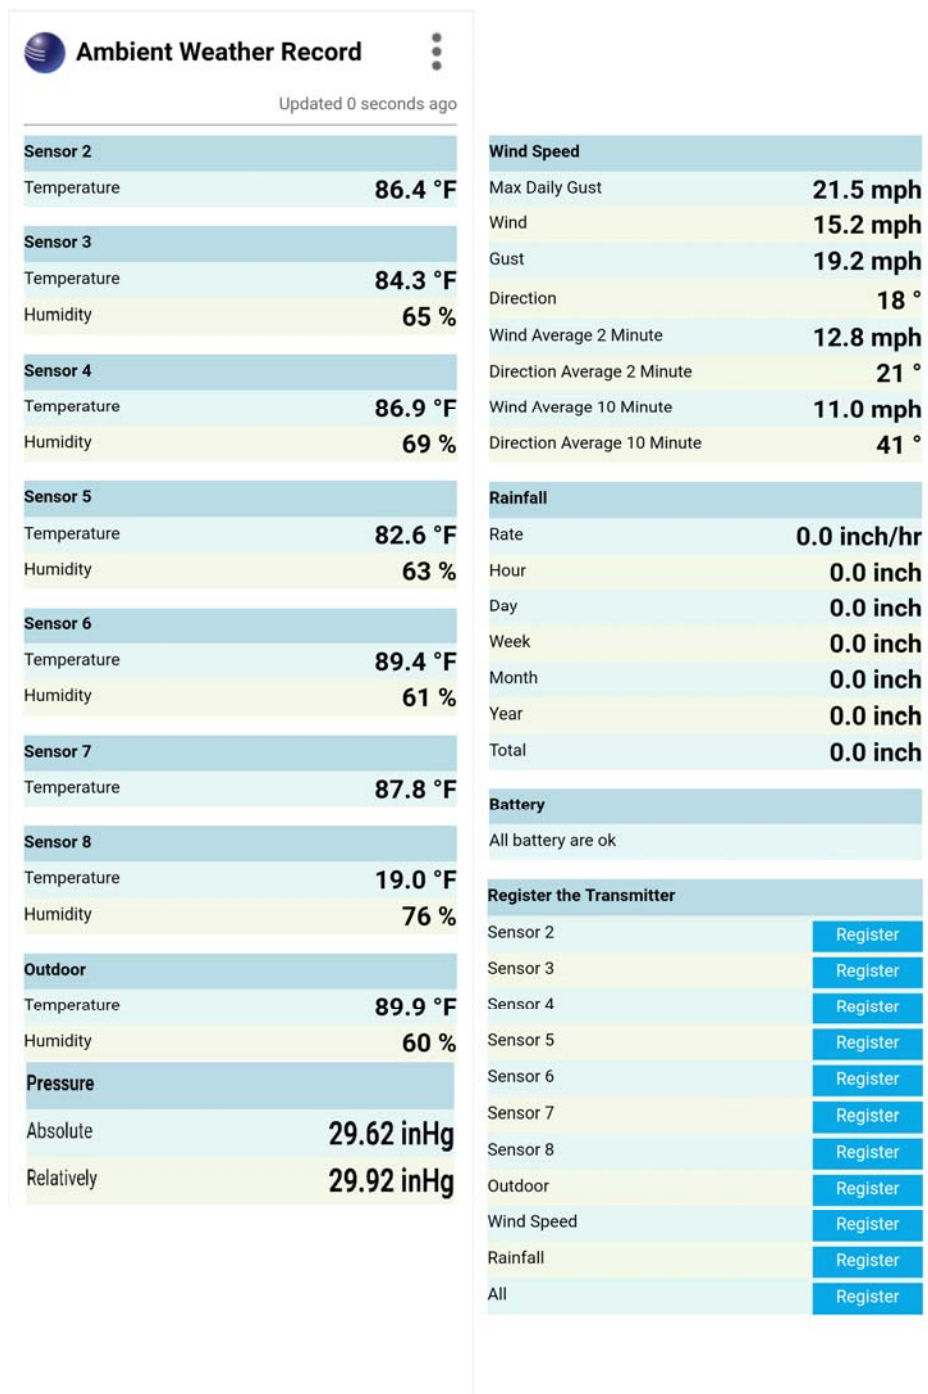 Ambient Weather Record
Updated 0 seconds ago
Sensor 2
Temperature 86.4 °F
Sensor 3
Temperature 84.3 °F
Humidity 65 %
Sensor 4
Temperature 86.9 °F
Humidity 69 %
Sensor 5
Temperature 82.6 °F
Humidity 63 %
Sensor 6
Temperature 89.4 °F
Humidity 61 %
Sensor 7
Temperature 87.8 °F
Sensor 8
Temperature 19.0 °F
Humidity 76 %
Outdoor
Temperature 89.9 °F
Humidity 60 %
Pressure
Absolute 29.62 inHg
Relatively 29.92 inHg
Wind Speed
Max Daily Gust 21.5 mph
Wind 15.2 mph
Gust 19.2 mph
Direction 18 °
Wind Average 2 Minute 12.8 mph
Direction Average 2 Minute 21 °
Wind Average 10 Minute 11.0 mph
Direction Average 10 Minute 41 °
Rainfall
Rate 0.0 inch/hr
Hour 0.0 inch
Day 0.0 inch
Week 0.0 inch
Month 0.0 inch
Year 0.0 inch
Total 0.0 inch
Battery
All battery are ok
Register the Transmitter
Sensor 2 Register
Sensor 3 Register
Sensor 4 Register
Sensor 5 Register
Sensor 6 Register
Sensor 7 Register
Sensor 8 Register
Outdoor Register
Wind Speed Register
Rainfall Register
All Register